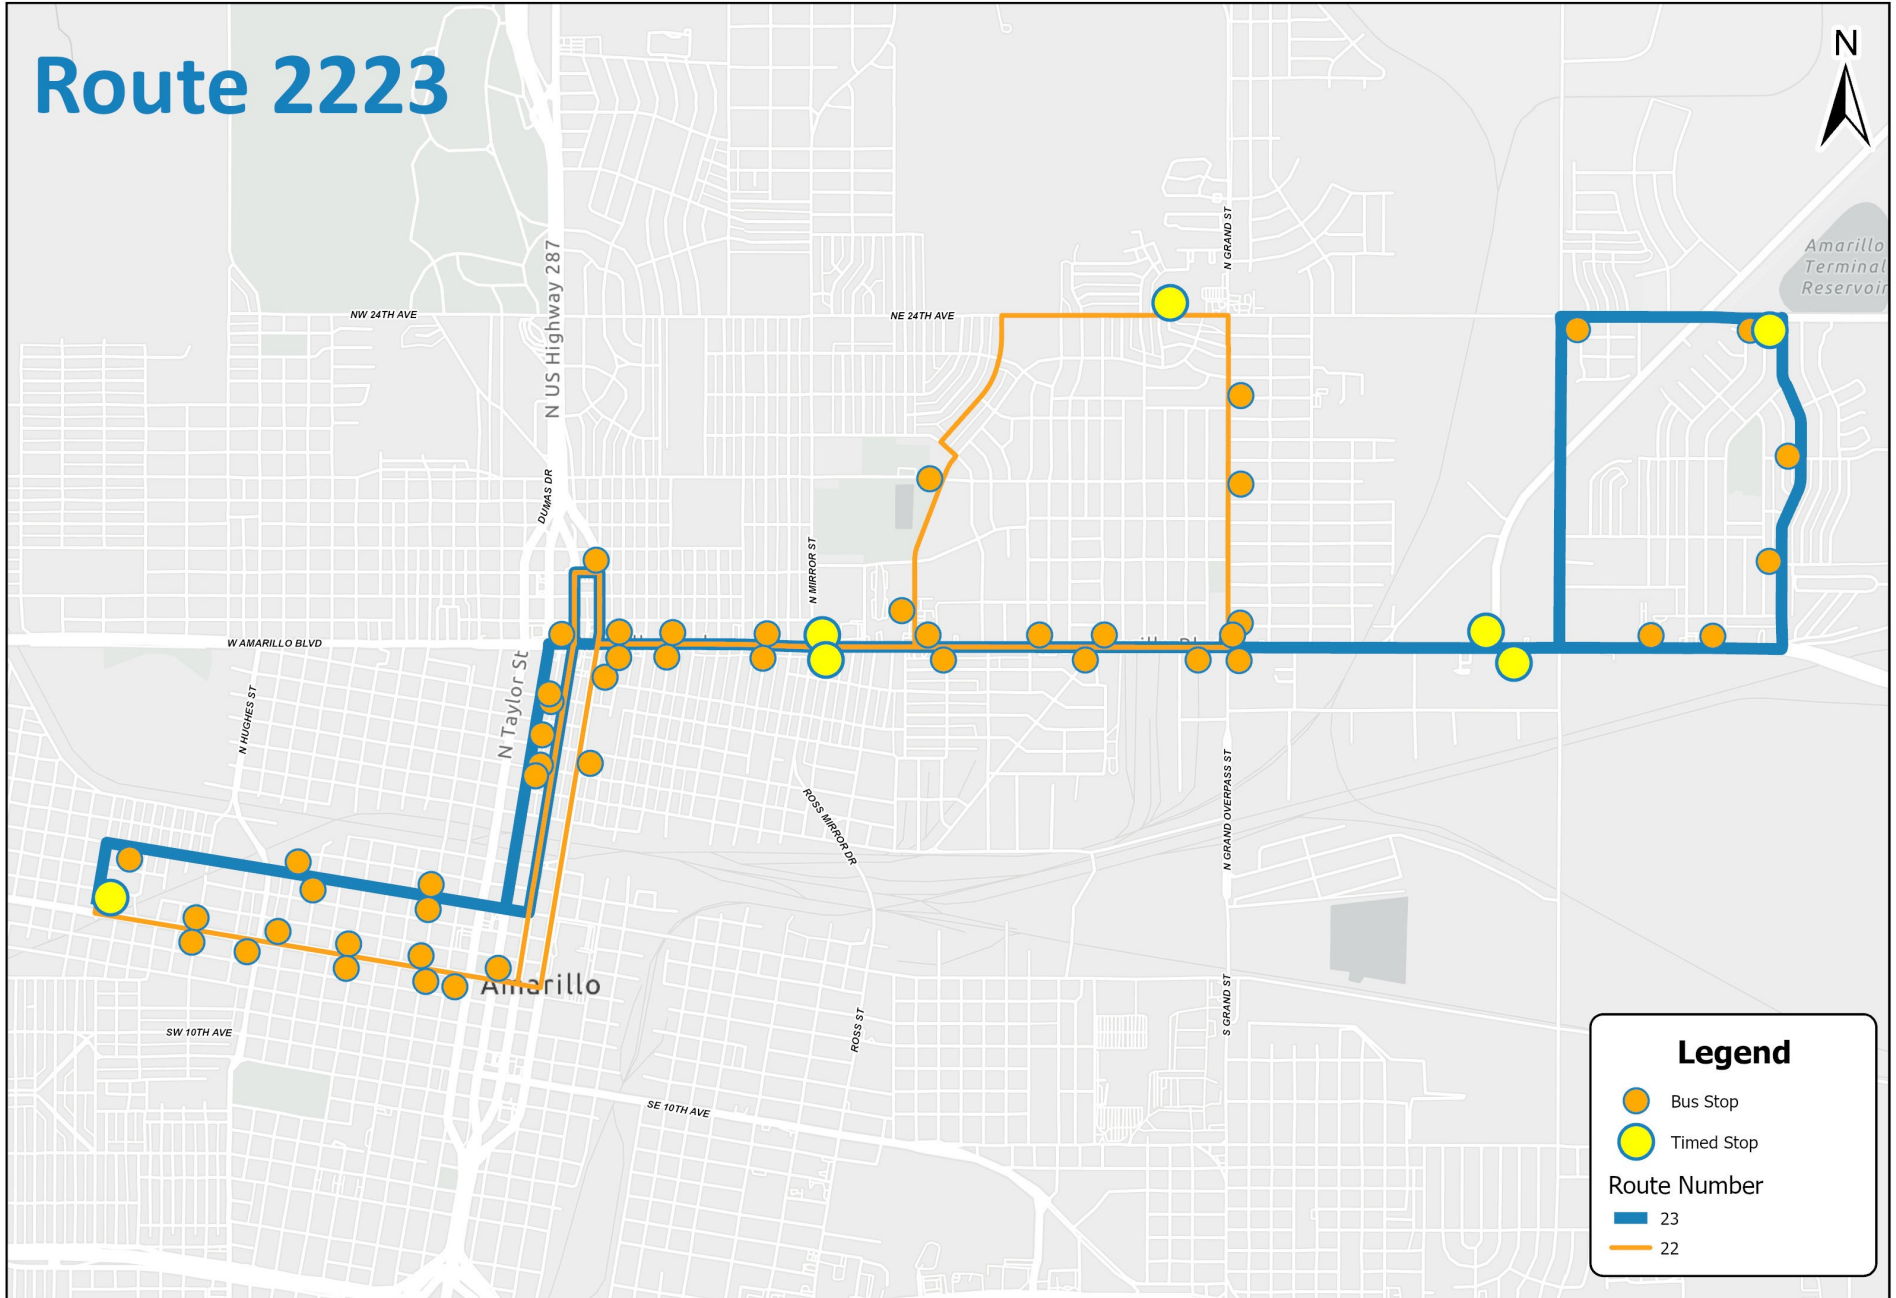 Route 2223
N
N GRAND ST
Amarillo
Terminal
Reservoir
N US Highway 287
NW 24TH AVE
NE 24TH AVE
DUMAS DR
N MIRROR ST
W AMARILLO BLVD
N Taylor St
N HUGHES ST
ROSS MIRROR DR
N GRAND OVERPASS ST
Amarillo
S GRAND ST
ROSS ST
SW 10TH AVE
SE 10TH AVE
Legend
Bus Stop
Timed Stop
Route Number
23
22